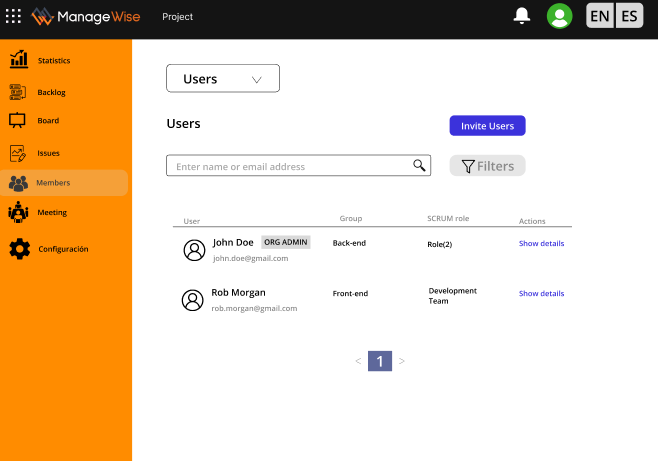 ManageWise
Project
EN ES
Statistics
Backlog
Board
Issues
Members
Meeting
Configuración
Users
Users
Invite Users
Enter name or email address
Filters
User Group SCRUM role Actions
John Doe ORG ADMIN Back-end Role(2) Show details
john.doe@gmail.com
Rob Morgan Front-end Development Show details
Team
rob.morgan@gmail.com
< 1 >